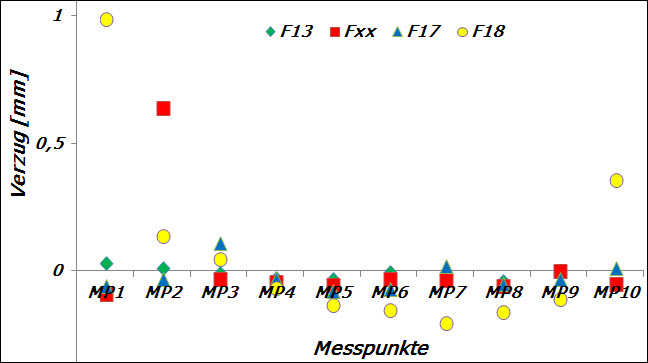 1
F13 Fxx F17 F18
Verzug [mm]
0,5
0
MP1 MP2 MP3 MP4 MP5 MP6 MP7 MP8 MP9 MP10
Messpunkte